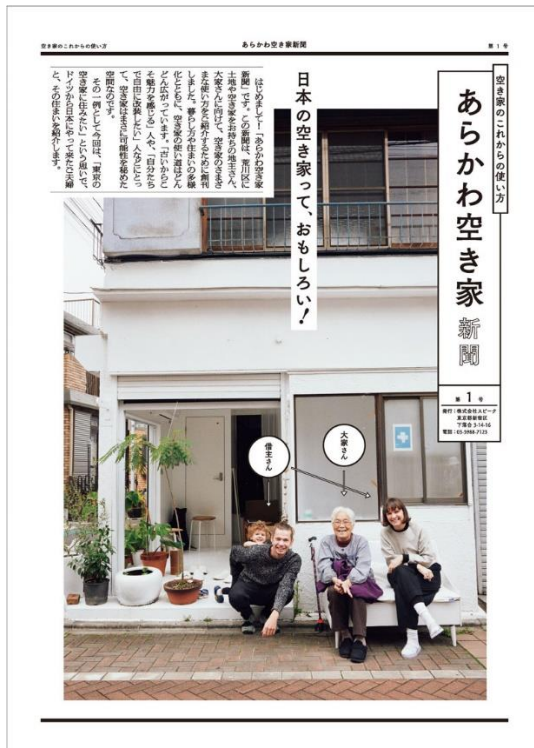 空き家のこれからの使い方
あらかわ空き家新聞
第1号
空き家のこれからの使い方
あらかわ空き家
新聞
第1号
発行：株式会社スピーク
東京都新宿区
下落合 3-14-16
電話：03-5988-7125
日本の空き家って、おもしろい！
はじめまして！「あらかわ空き家
新聞」です。この新聞は、荒川区に
土地や空き家をお持ちの地主さん、
大家さんに向けて、空き家のさまざ
まな使い方をご紹介するために創刊
しました。暮らし方や住まいの多様
化とともに、空き家の使い道はどん
どん広がっています。「古いからこ
そ魅力を感じる」人や、「自分たち
で自由に改装したい」人などにとっ
て、空き家はまさに可能性を秘めた
空間なのです。
その一例として今回は、「東京の
空き家に住みたい」という思いで、
ドイツから日本にやって来たご夫婦
と、その住まいを紹介します。
大家さん
借主さん